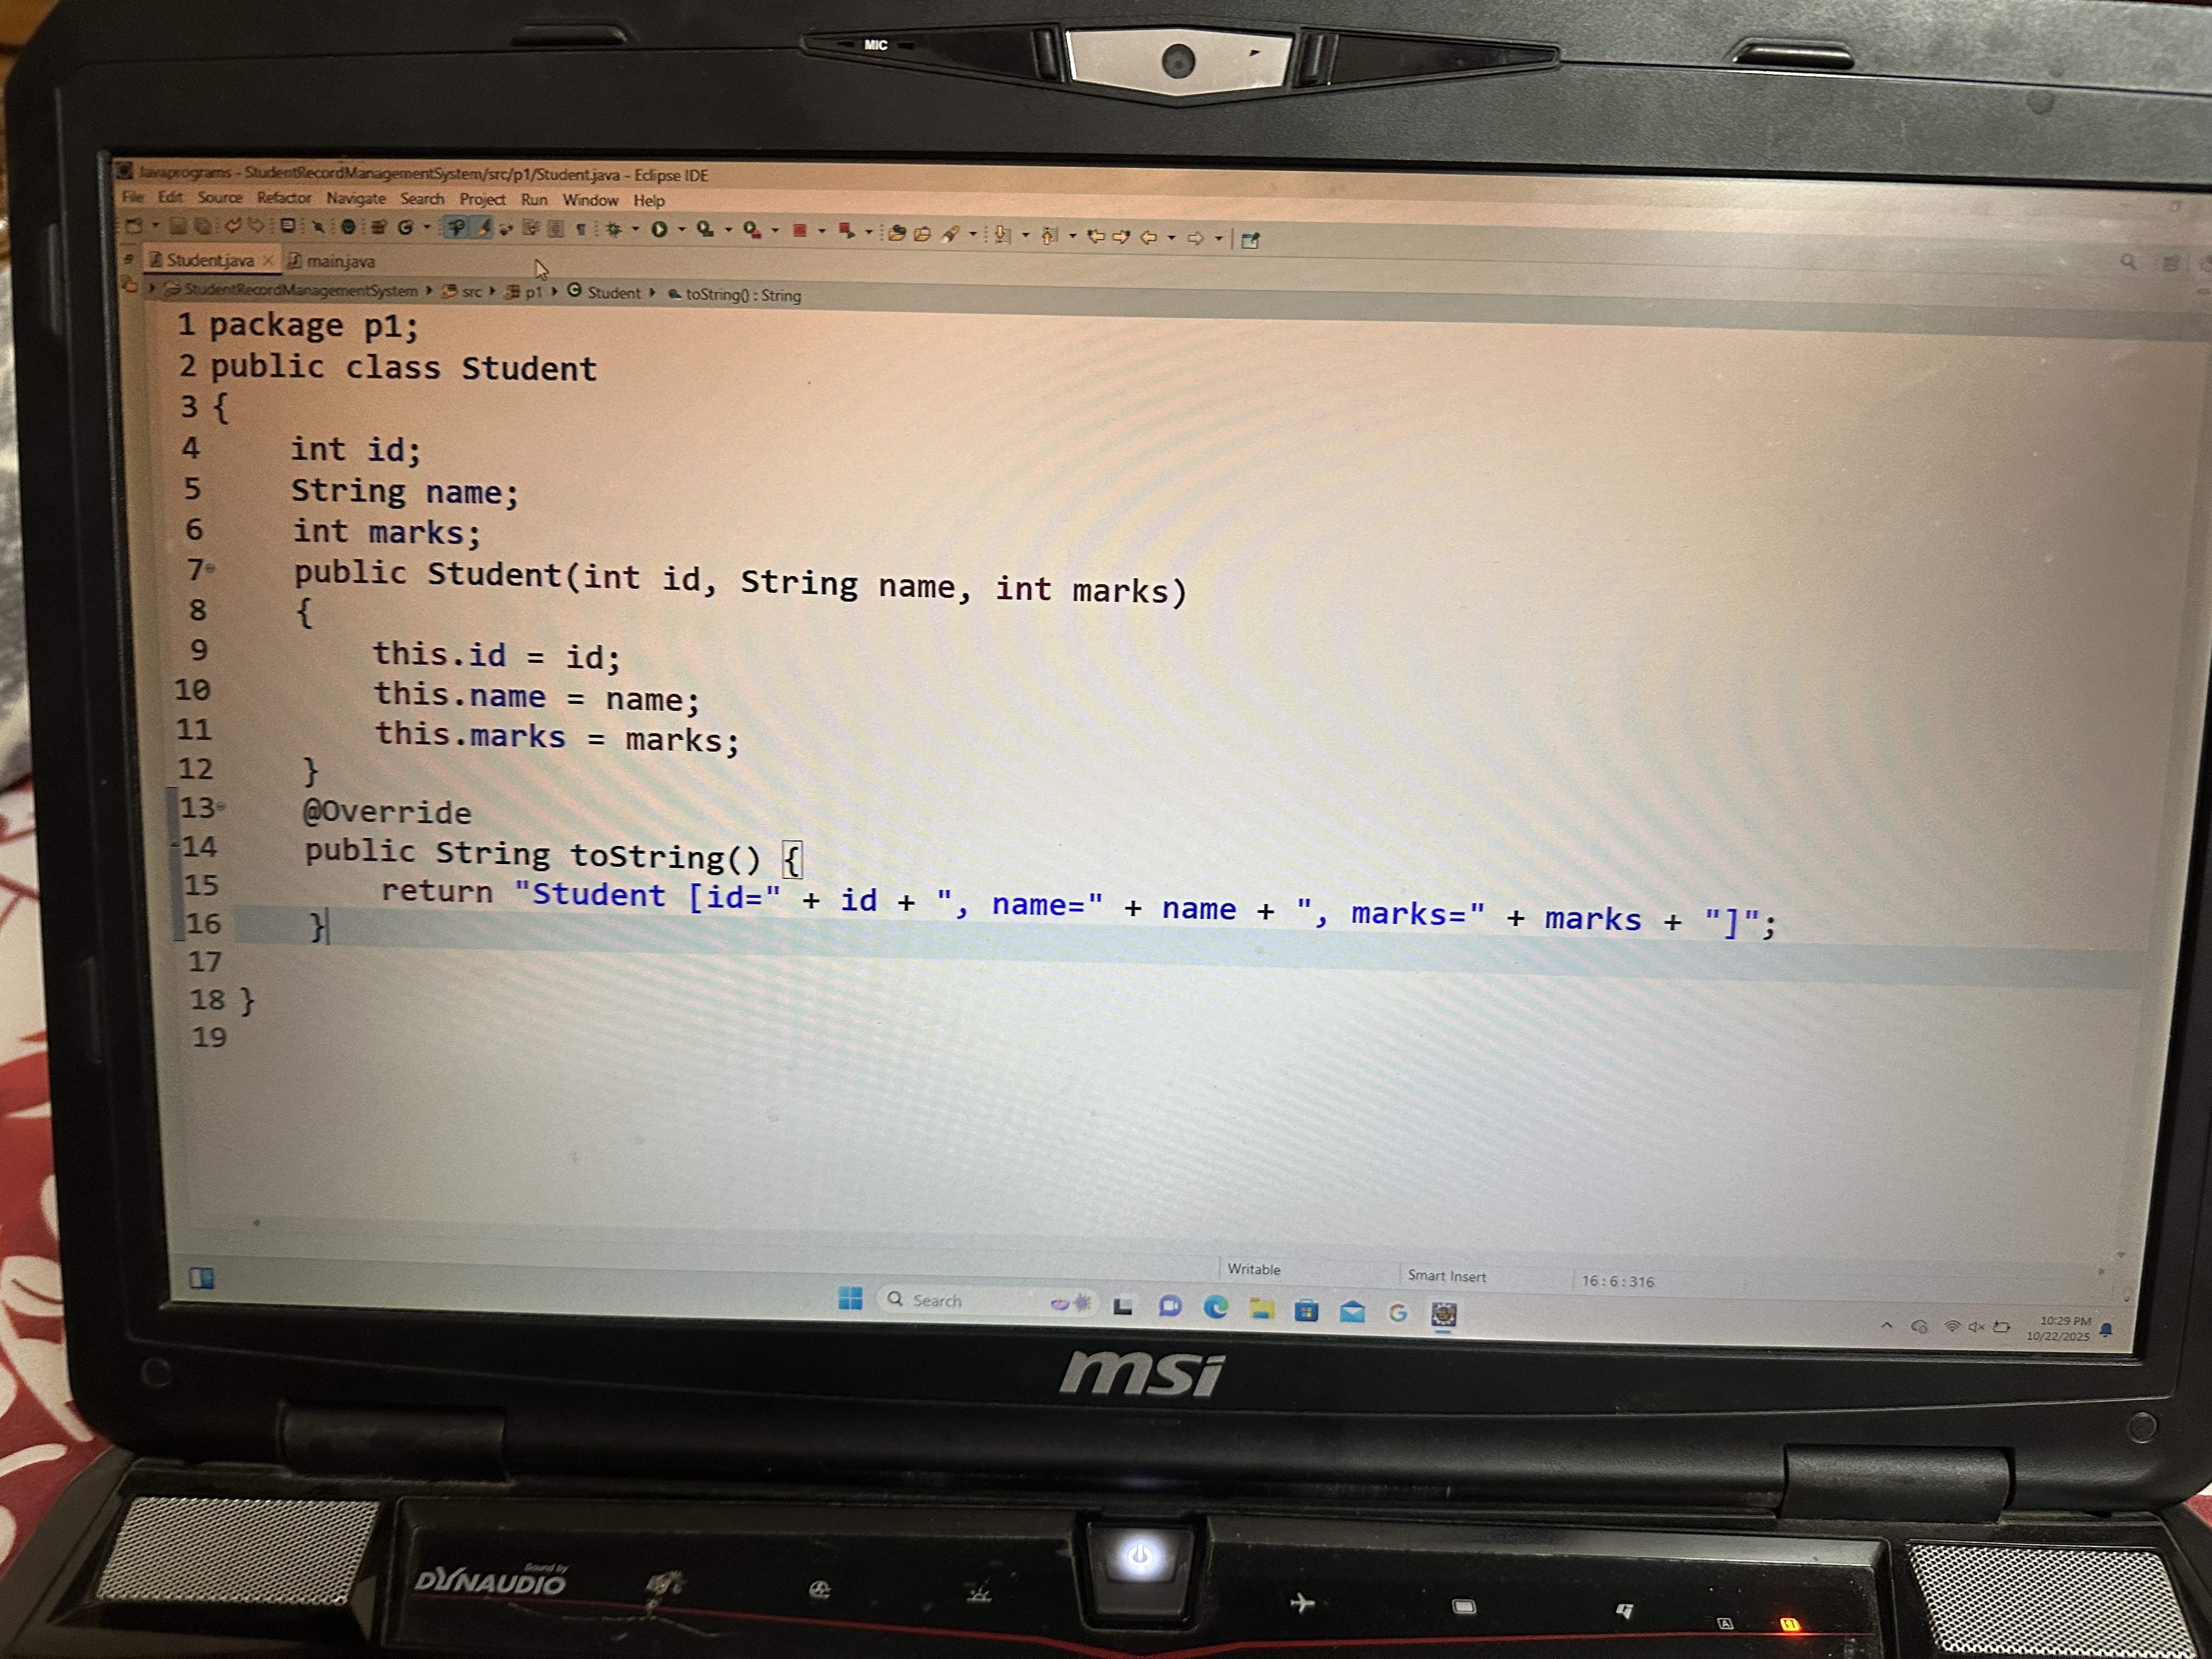 MIC
Javaprograms - StudentRecordManagementSystem/src/p1/Student.java - Eclipse IDE
File Edit Source Refactor Navigate Search Project Run Window Help
Student.java main.java
StudentRecordManagementSystem src p1 Student toString() : String
1 package p1;
2 public class Student
3 {
4 int id;
5 String name;
6 int marks;
7 public Student(int id, String name, int marks)
8 {
9 this.id = id;
10 this.name = name;
11 this.marks = marks;
12 }
13 @Override
14 public String toString() {
15 return "Student [id=" + id + ", name=" + name + ", marks=" + marks + "]";
16 }
17
18 }
19
Writable Smart Insert 16 : 6 : 316
Search
10:29 PM
10/22/2025
msi
Sound by
DYNAUDIO